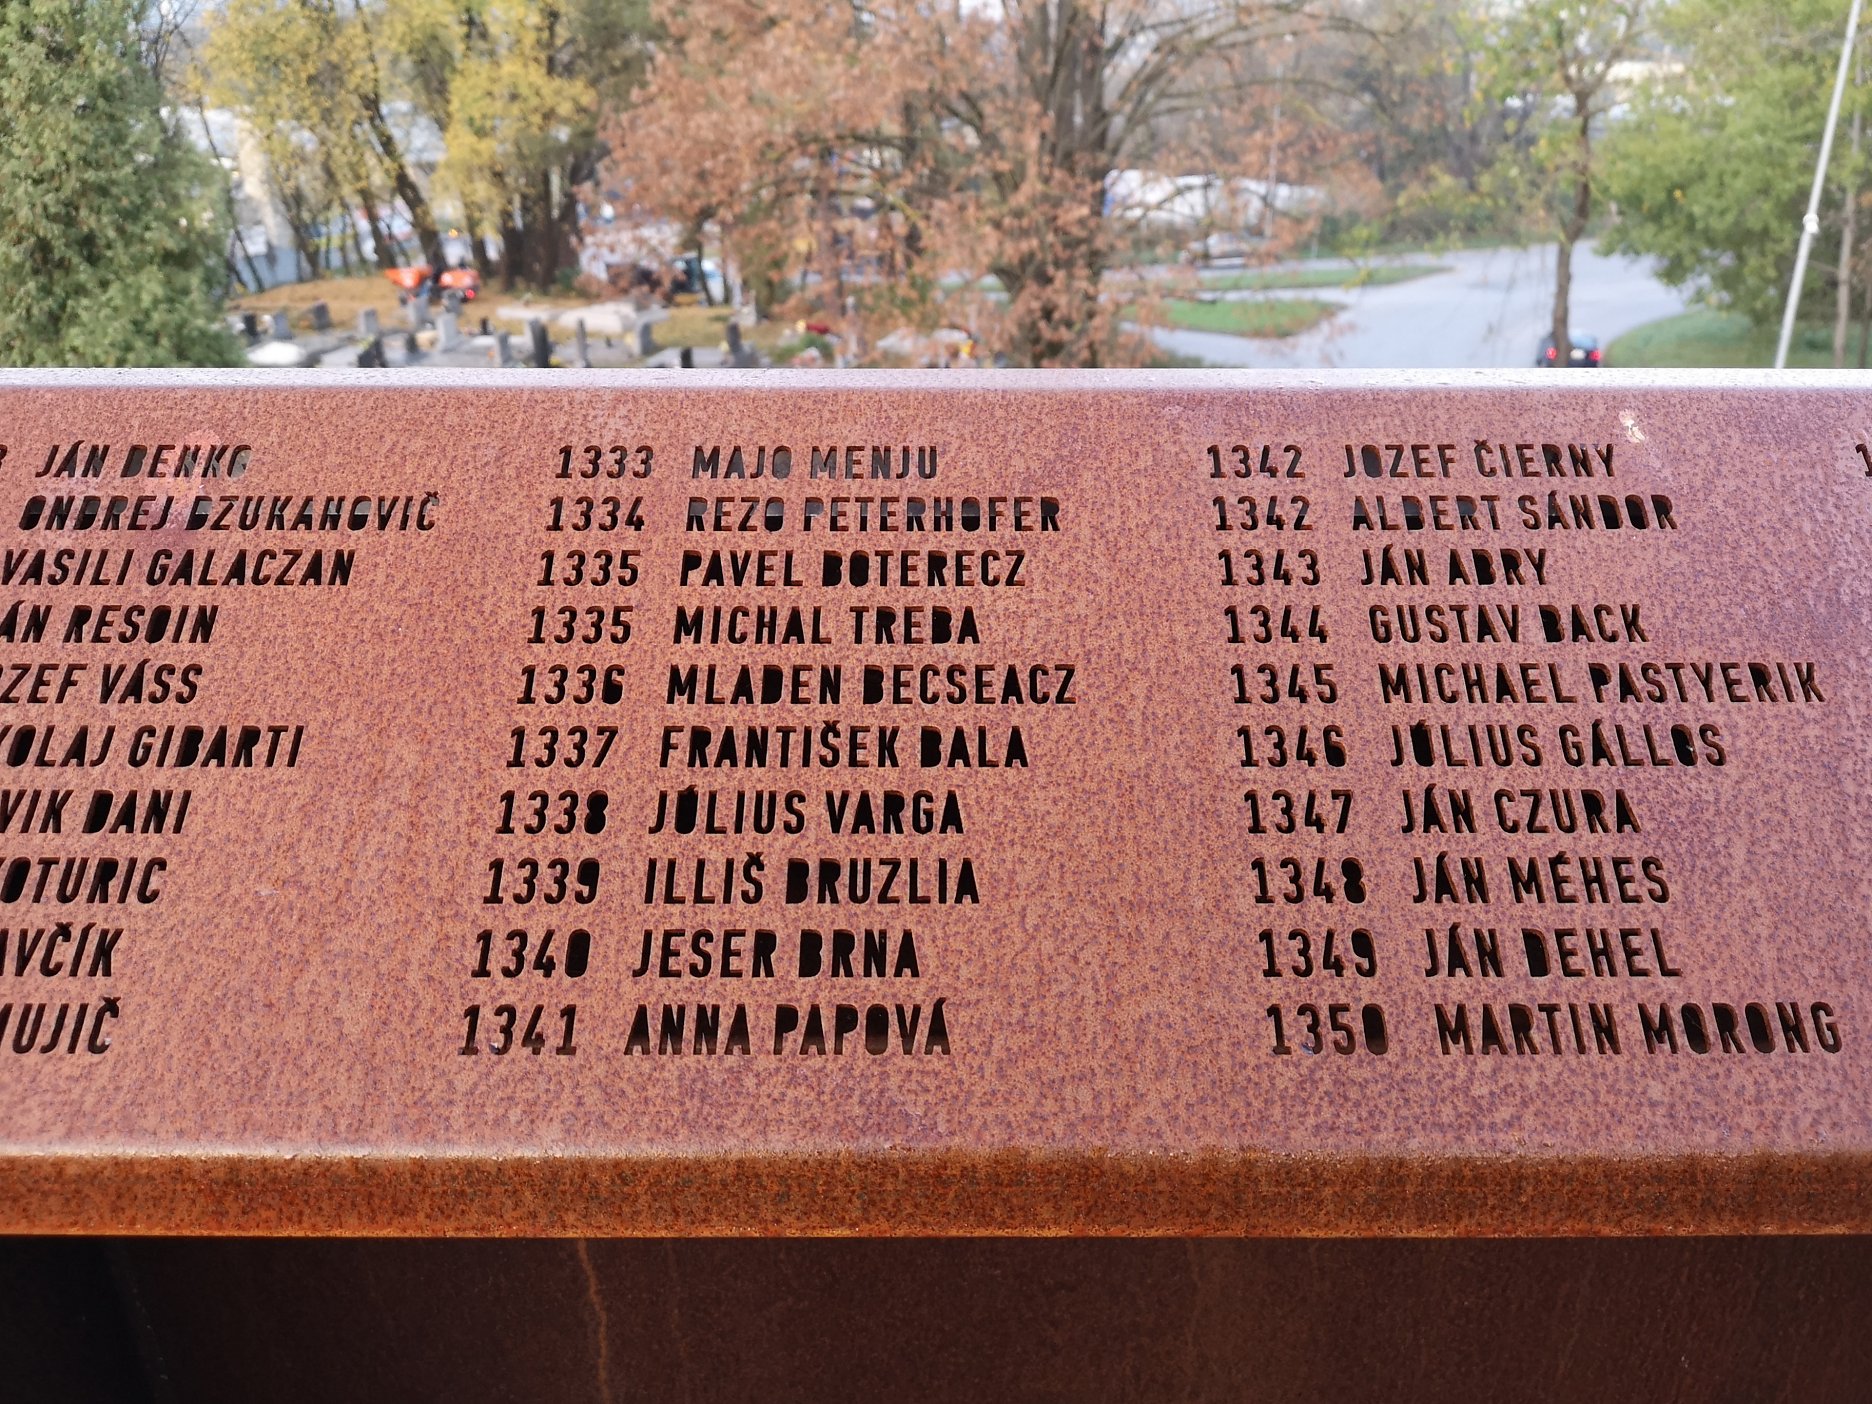 JÁN DENKO
ONDREJ DZUKANOVIČ
VASILI GALACZAN
RESOIN
VÁSS
GIBARTI
DANI
1333 MAJO MENJU
1334 REZO PETERHOFER
1335 PAVEL BOTERECZ
1335 MICHAL TREBA
1336 MLADEN BECSEACZ
1337 FRANTIŠEK BALA
1338 JÚLIUS VARGA
1339 ILLIŠ BRUZLIA
1340 JESER BRNA
1341 ANNA PAPOVÁ
1342 JOZEF ČIERNY
1342 ALBERT SÁNDOR
1343 JÁN ABRY
1344 GUSTAV BACK
1345 MICHAEL PASTYERIK
1346 JÚLIUS GÁLLOS
1347 JÁN CZURA
1348 JÁN MÉHES
1349 JÁN DEHEL
1350 MARTIN MORONG